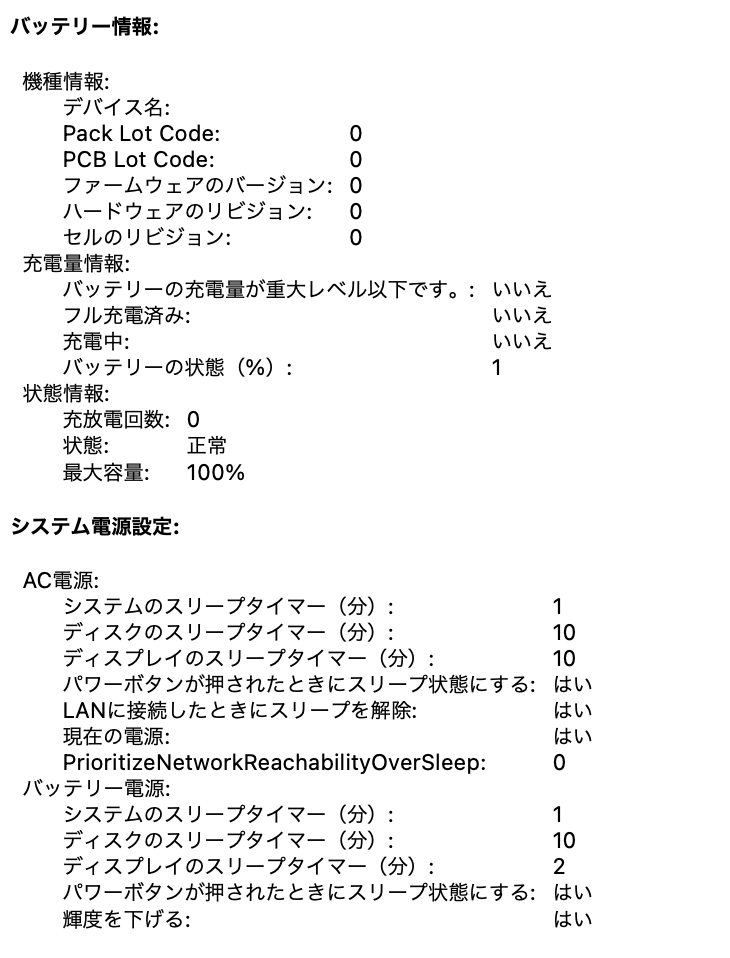 バッテリー情報:
機種情報:
デバイス名:
Pack Lot Code: 0
PCB Lot Code: 0
ファームウェアのバージョン: 0
ハードウェアのリビジョン: 0
セルのリビジョン: 0
充電量情報:
バッテリーの充電量が重大レベル以下です。: いいえ
フル充電済み: いいえ
充電中: いいえ
バッテリーの状態（%）: 1
状態情報:
充放電回数: 0
状態: 正常
最大容量: 100%
システム電源設定:
AC電源:
システムのスリープタイマー（分）: 1
ディスクのスリープタイマー（分）: 10
ディスプレイのスリープタイマー（分）: 10
パワーボタンが押されたときにスリープ状態にする: はい
LANに接続したときにスリープを解除: はい
現在の電源: はい
PrioritizeNetworkReachabilityOverSleep: 0
バッテリー電源:
システムのスリープタイマー（分）: 1
ディスクのスリープタイマー（分）: 10
ディスプレイのスリープタイマー（分）: 2
パワーボタンが押されたときにスリープ状態にする: はい
輝度を下げる: はい